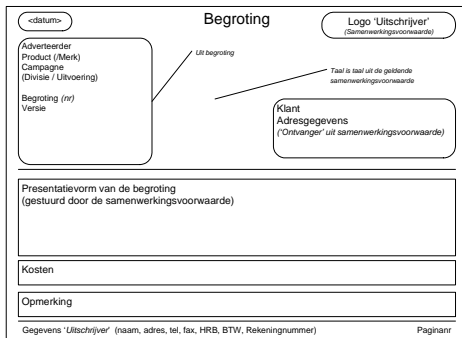 <datum>
Begroting
Logo 'Uitschrijver'
(Samenwerkingsvoorwaarde)
Adverteerder
Product (/Merk)
Campagne
(Divisie / Uitvoering)
Begroting (nr)
Versie
Uit begroting
Taal is taal uit de geldende
samenwerkingsvoorwaarde
Klant
Adresgegevens
('Ontvanger' uit samenwerkingsvoorwaarde)
Presentatievorm van de begroting
(gestuurd door de samenwerkingsvoorwaarde)
Kosten
Opmerking
Gegevens 'Uitschrijver' (naam, adres, tel, fax, HRB, BTW, Rekeningnummer)
Paginanr